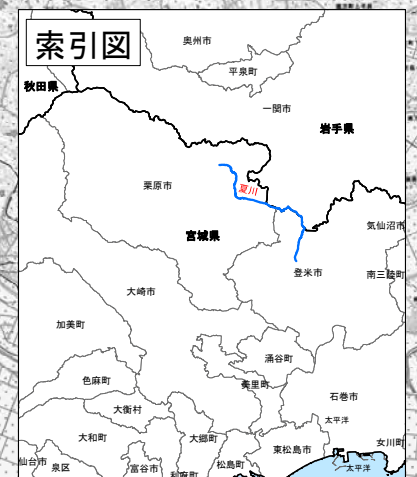 索引図
奥州市
平泉町
秋田県
一関市
岩手県
栗原市
夏川
気仙沼市
宮城県
登米市
南三陸町
大崎市
加美町
涌谷町
色麻町
美里町
石巻市
大衡村
太平洋
大和町
大郷町
東松島市
女川町
仙台市
泉区
富谷市
利府町
松島町
太平洋